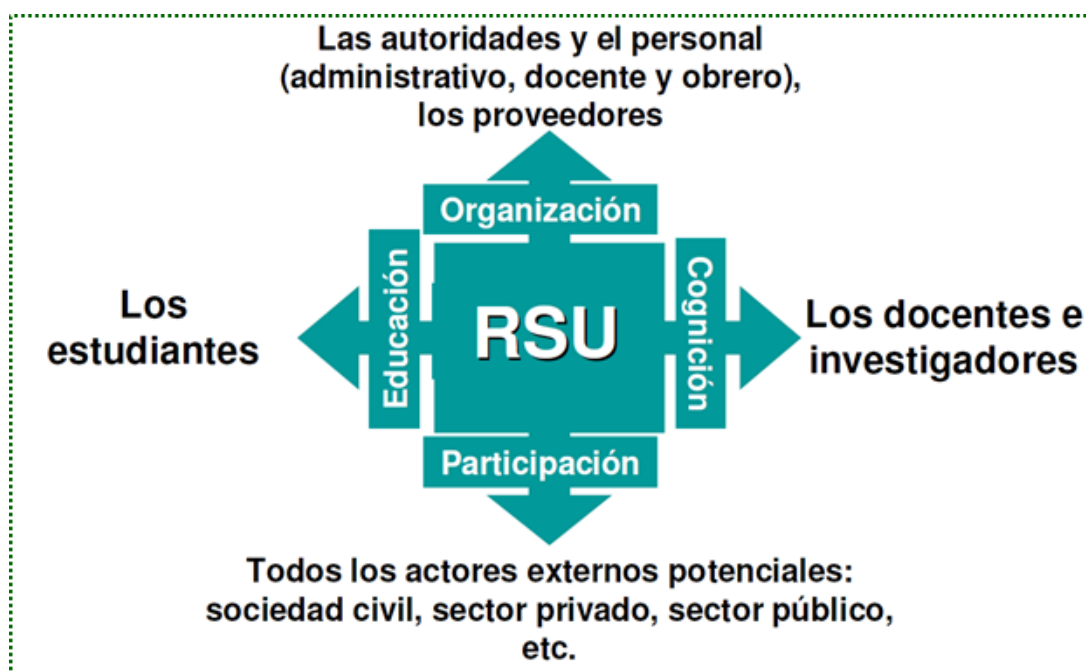 Las autoridades y el personal
(administrativo, docente y obrero),
los proveedores
Organización
Educación
RSU
Cognición
Los
estudiantes
Los docentes e
investigadores
Participación
Todos los actores externos potenciales:
sociedad civil, sector privado, sector público,
etc.